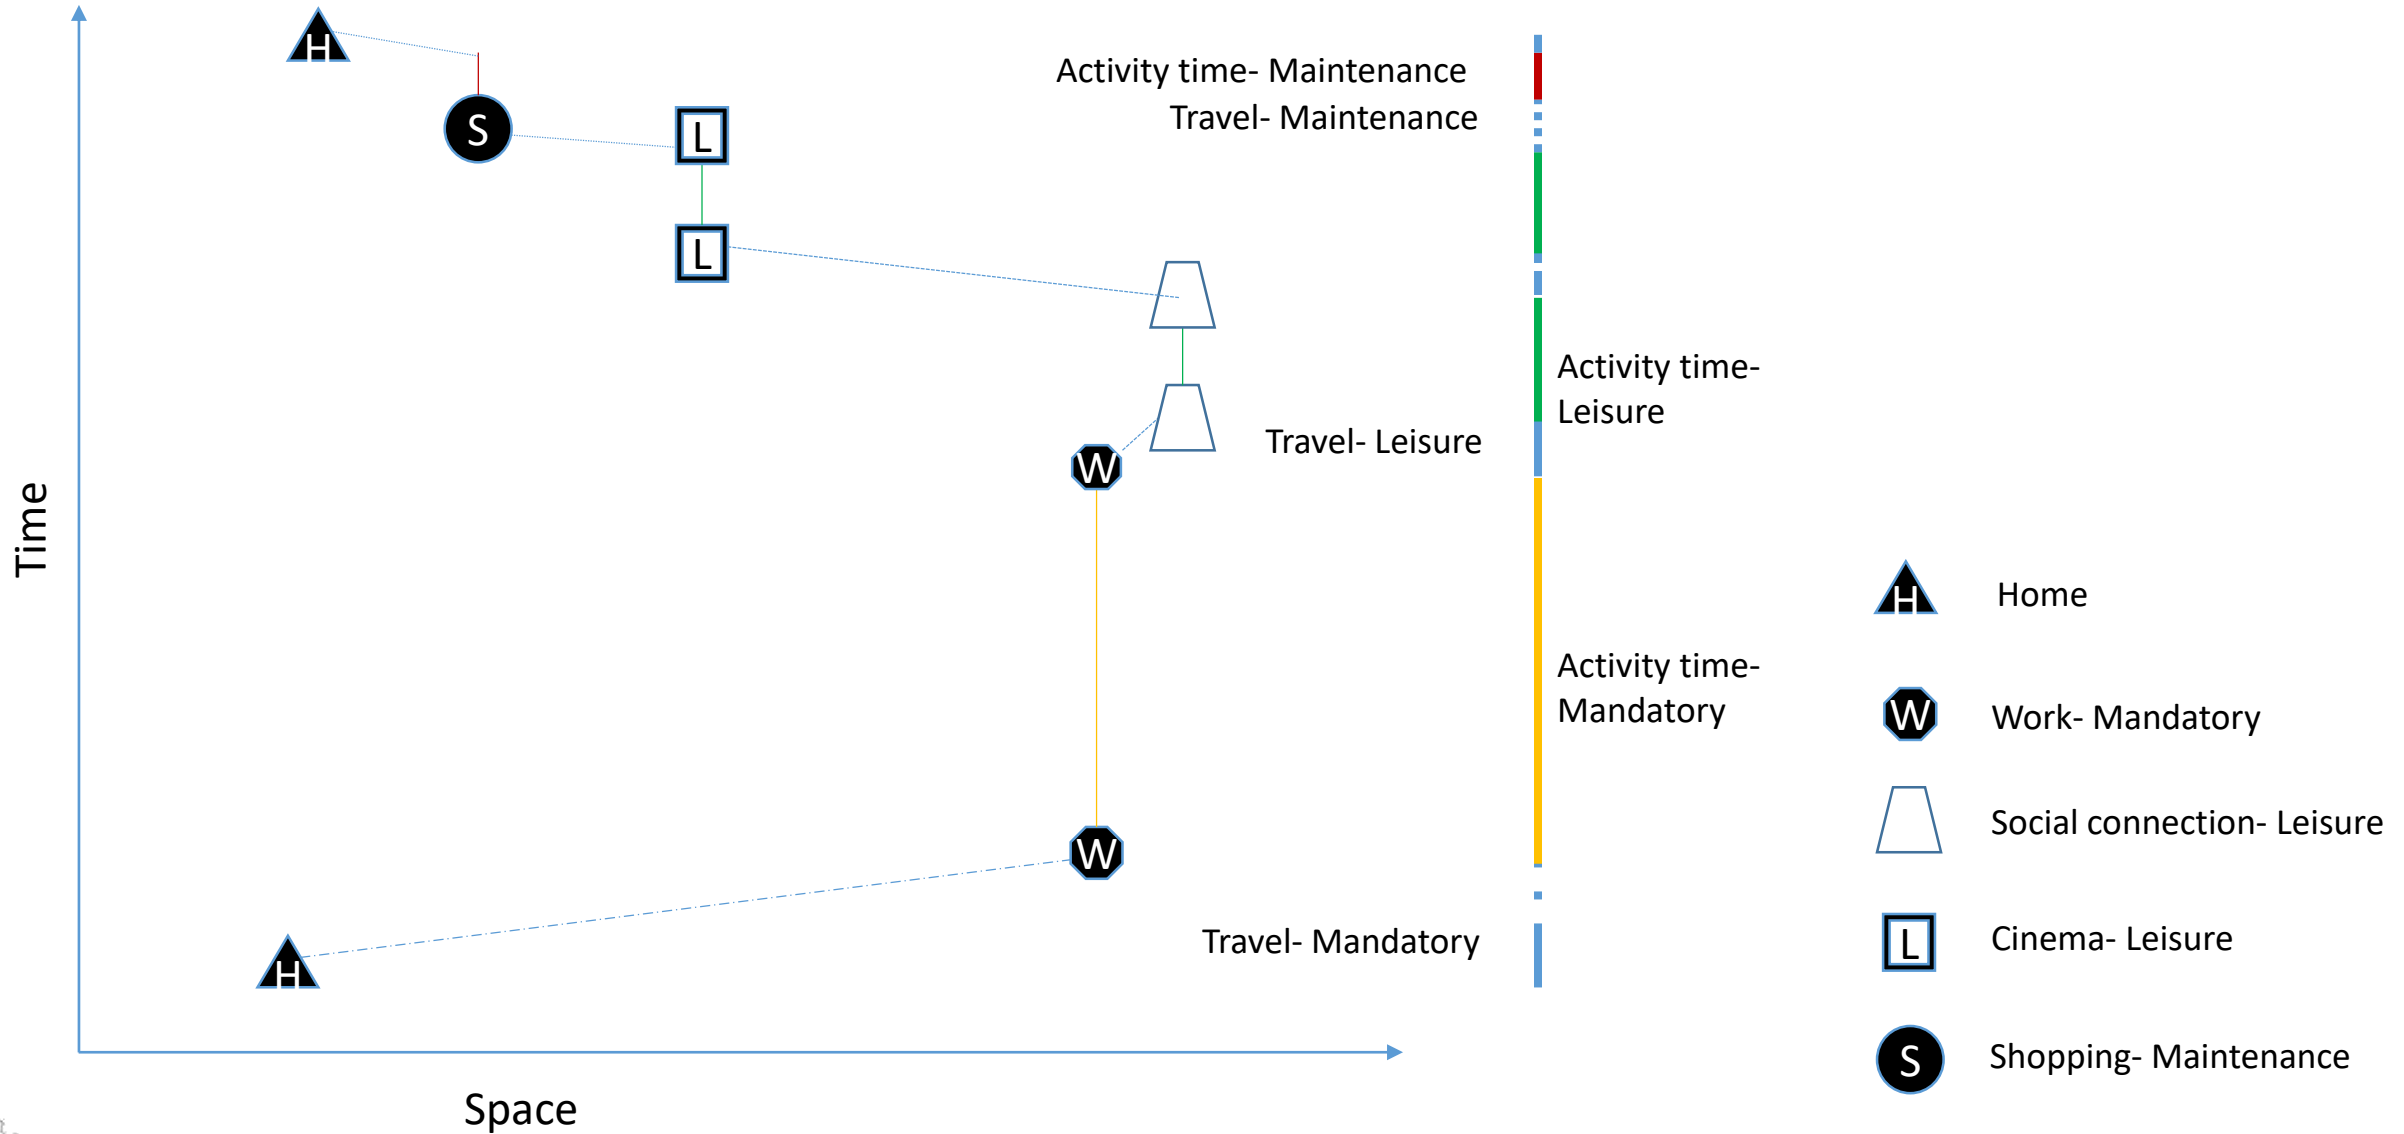 H
S
L
L
W
W
H
Time
Space
Activity time- Maintenance
Travel- Maintenance
Activity time-
Leisure
Travel- Leisure
Activity time-
Mandatory
Travel- Mandatory
H Home
W Work- Mandatory
Social connection- Leisure
L Cinema- Leisure
S Shopping- Maintenance